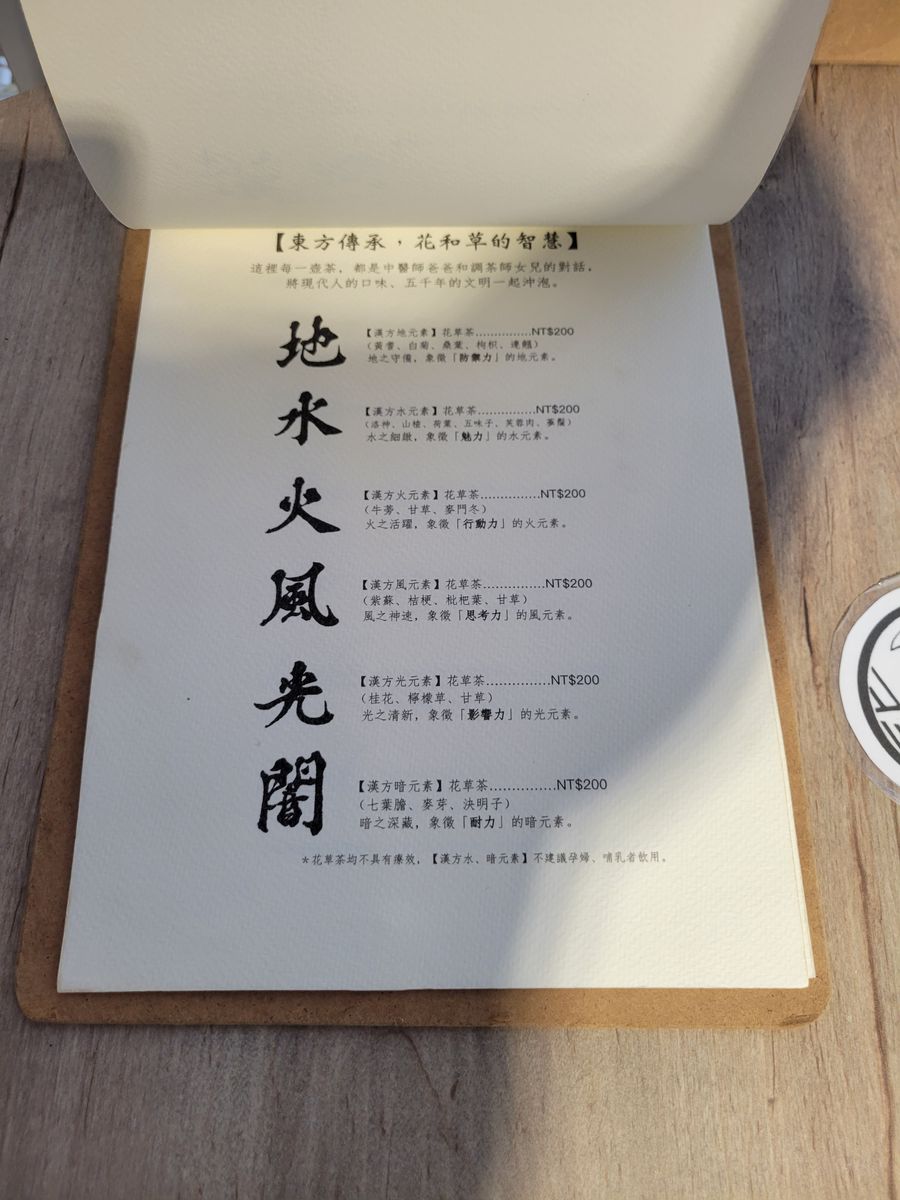 【東方傳承，花和草的智慧】
這裡每一壺茶，都是中醫師爸爸和調茶師女兒的對話，
將現代人的口味、五千年的文明一起沖泡。
地
【漢方地元素】花草茶...............NT$200
（黃耆、白菊、桑葉、枸杞、連翹）
地之守備，象徵「防禦力」的地元素。
水
【漢方水元素】花草茶...............NT$200
（洛神、山楂、荷葉、五味子、芙蓉肉、蔘鬚）
水之細緻，象徵「魅力」的水元素。
火
【漢方火元素】花草茶...............NT$200
（牛蒡、甘草、麥門冬）
火之活躍，象徵「行動力」的火元素。
風
【漢方風元素】花草茶...............NT$200
（紫蘇、桔梗、枇杷葉、甘草）
風之神速，象徵「思考力」的風元素。
光
【漢方光元素】花草茶...............NT$200
（桂花、檸檬草、甘草）
光之清新，象徵「影響力」的光元素。
闇
【漢方暗元素】花草茶...............NT$200
（七葉膽、麥芽、決明子）
暗之深藏，象徵「耐力」的暗元素。
＊花草茶均不具有療效，【漢方水、暗元素】不建議孕婦、哺乳者飲用。